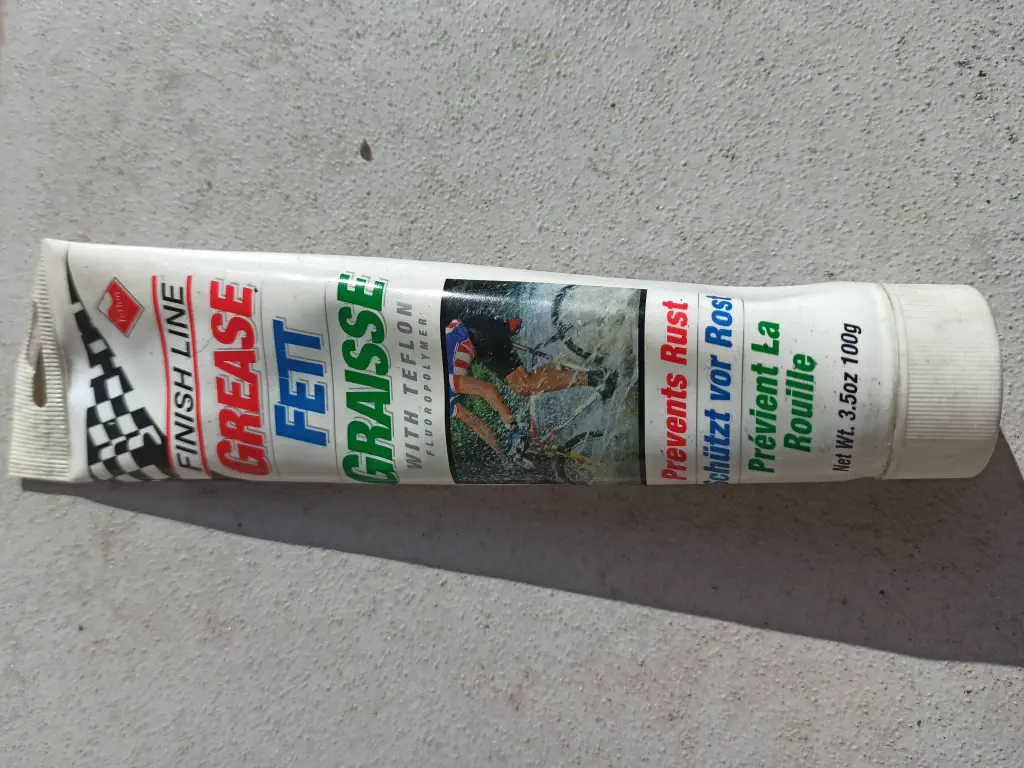 Teflon
FINISH LINE
GREASE
FETT
GRAISSE
WITH TEFLON
FLUOROPOLYMER
Prevents Rust
Schützt vor Rost
Prévient La
Rouille
Net Wt. 3.5oz 100g